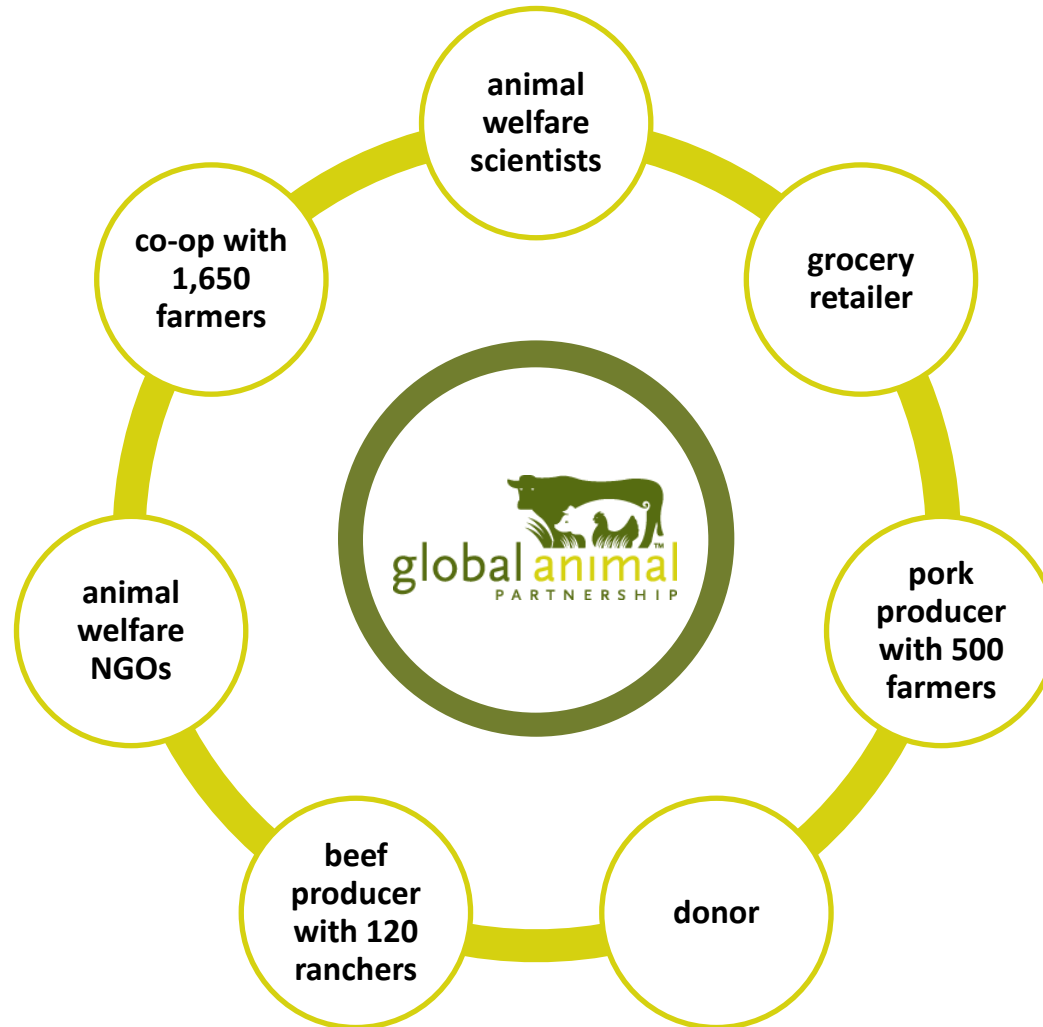 animal
welfare
scientists
grocery
retailer
pork
producer
with 500
farmers
donor
beef
producer
with 120
ranchers
animal
welfare
NGOs
co-op with
1,650
farmers
global animal™
PARTNERSHIP